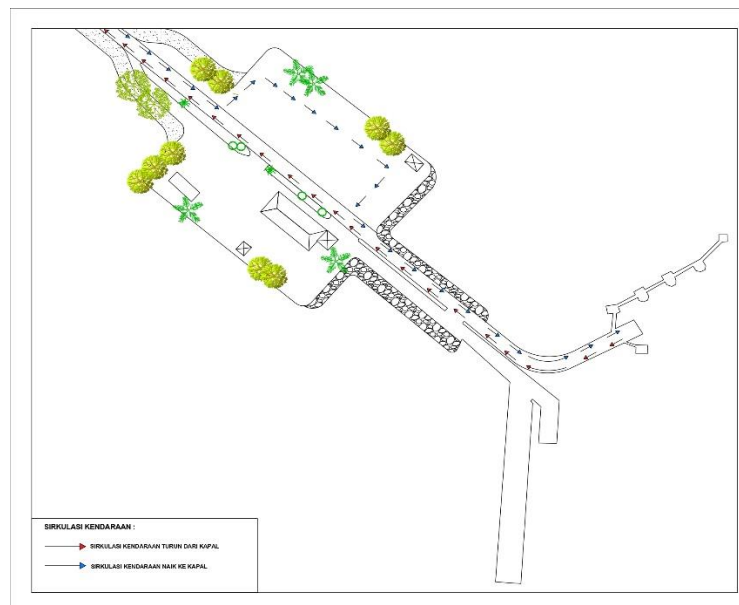 SIRKULASI KENDARAAN :
SIRKULASI KENDARAAN TURUN DARI KAPAL
SIRKULASI KENDARAAN NAIK KE KAPAL